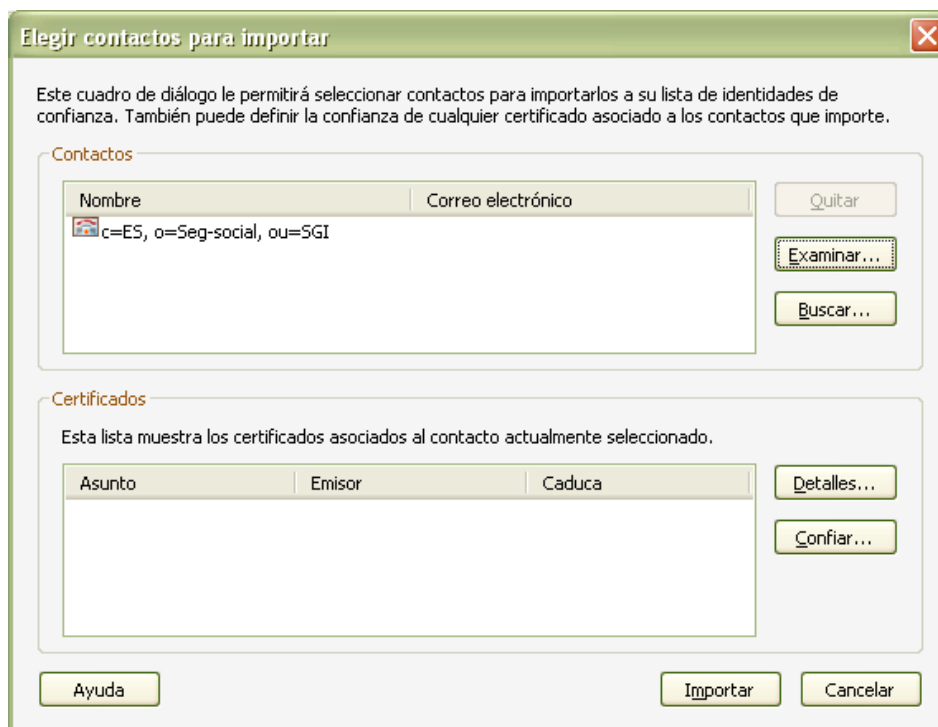 Elegir contactos para importar
Este cuadro de diálogo le permitirá seleccionar contactos para importarlos a su lista de identidades de
confianza. También puede definir la confianza de cualquier certificado asociado a los contactos que importe.
Contactos
Nombre Correo electrónico
c=ES, o=Seg-social, ou=SGI
Quitar
Examinar...
Buscar...
Certificados
Esta lista muestra los certificados asociados al contacto actualmente seleccionado.
Asunto Emisor Caduca
Detalles...
Confiar...
Ayuda Importar Cancelar